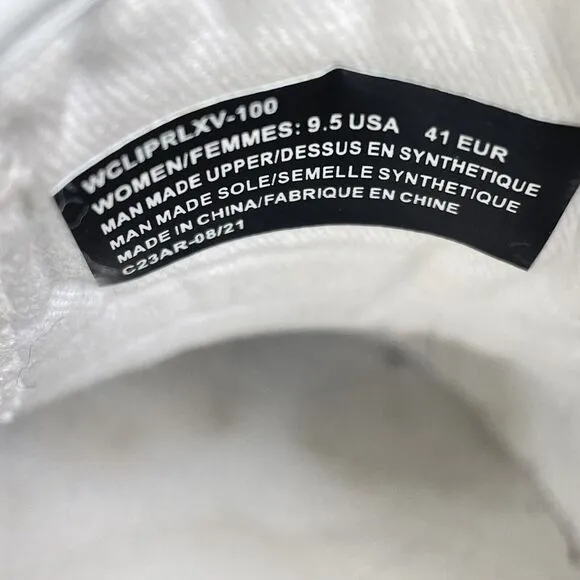 WCLIPRLXV-100
WOMEN/FEMMES: 9.5 USA 41 EUR
MAN MADE UPPER/DESSUS EN SYNTHETIQUE
MAN MADE SOLE/SEMELLE SYNTHETIQUE
MADE IN CHINA/FABRIQUE EN CHINE
C23AR-08/21